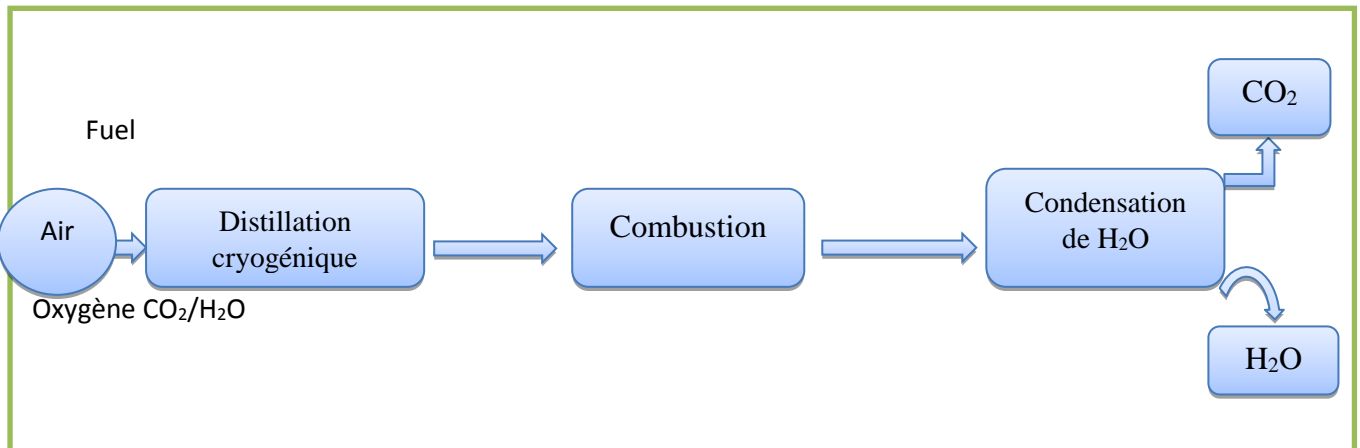 Fuel
Air
Distillation
cryogénique
Combustion
Condensation
de H₂O
CO₂
H₂O
Oxygène CO₂/H₂O